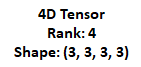 4D Tensor
Rank: 4
Shape: (3, 3, 3, 3)